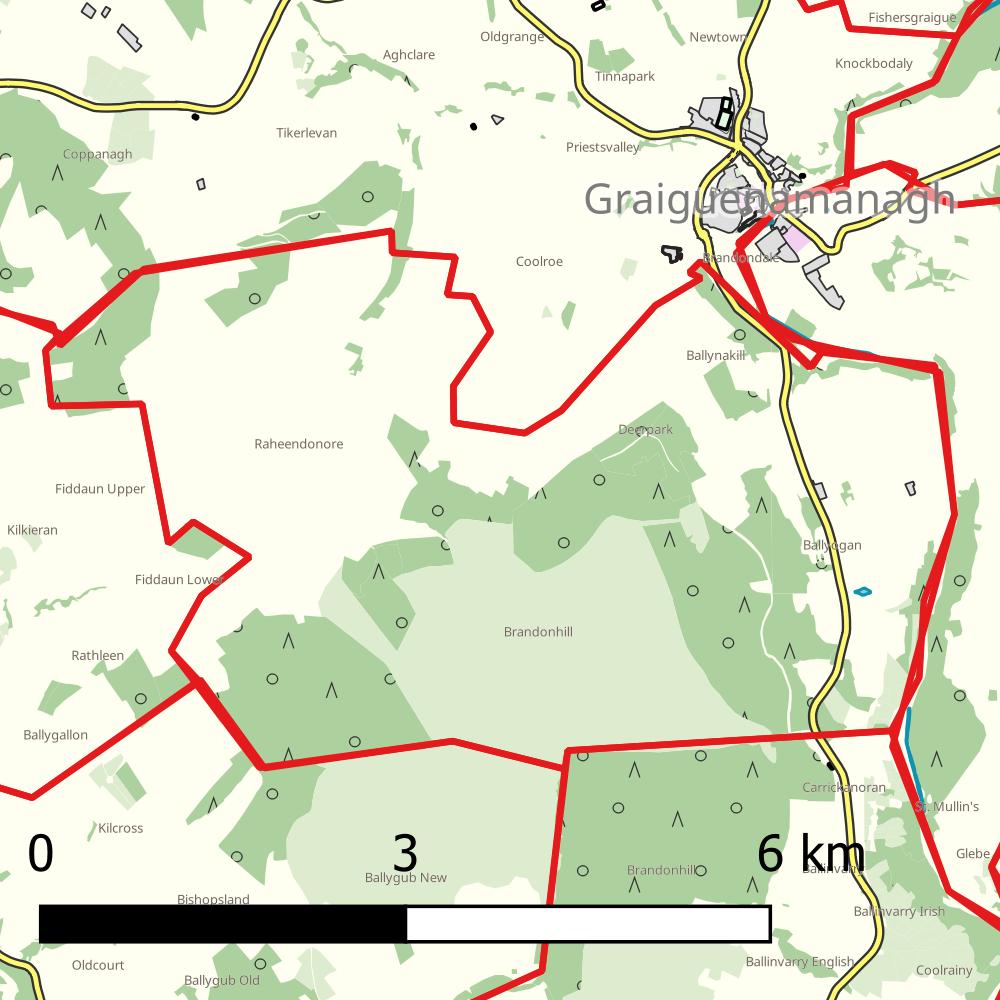 Fishersgraigue
Oldgrange
Newtown
Aghclare
Knockbodaly
Tinnapark
Tikerlevan
Priestsvalley
Coppanagh
Graiguenamanagh
Brandondale
Coolroe
Ballynakill
Deerpark
Raheendonore
Fiddaun Upper
Kilkieran
Ballyogan
Fiddaun Lower
Brandonhill
Rathleen
Ballygallon
Carrickanoran
St. Mullin's
Kilcross
0 3 6 km
Glebe
Ballinvally
Brandonhill
Ballygub New
Bishopsland
Ballinvarry Irish
Oldcourt
Ballinvarry English
Coolrainy
Ballygub Old